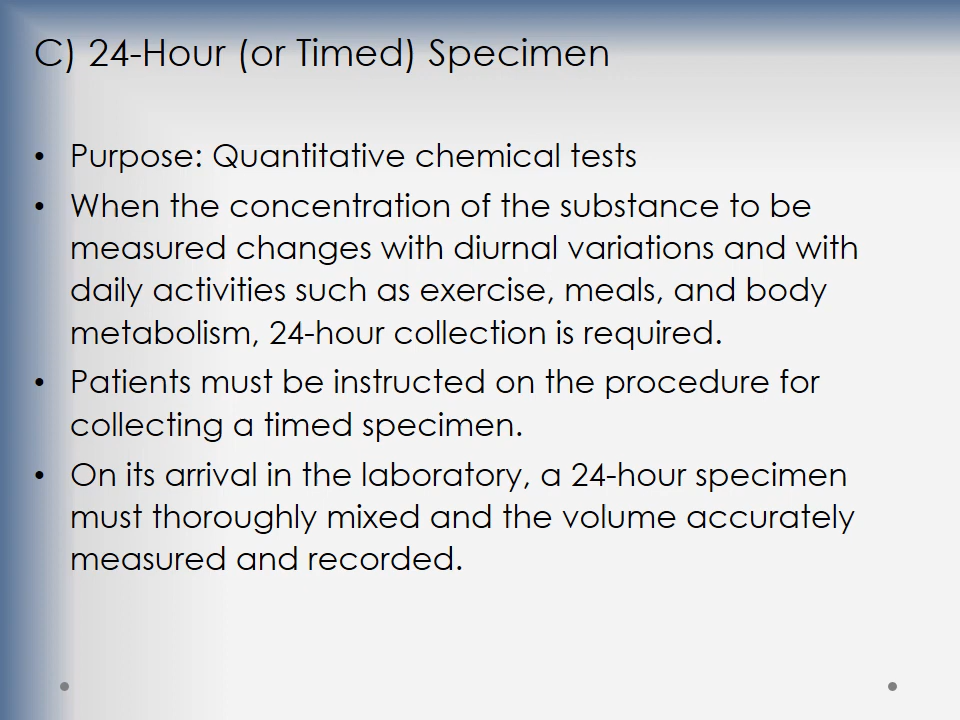 C) 24-Hour (or Timed) Specimen
• Purpose: Quantitative chemical tests
• When the concentration of the substance to be
measured changes with diurnal variations and with
daily activities such as exercise, meals, and body
metabolism, 24-hour collection is required.
• Patients must be instructed on the procedure for
collecting a timed specimen.
• On its arrival in the laboratory, a 24-hour specimen
must thoroughly mixed and the volume accurately
measured and recorded.